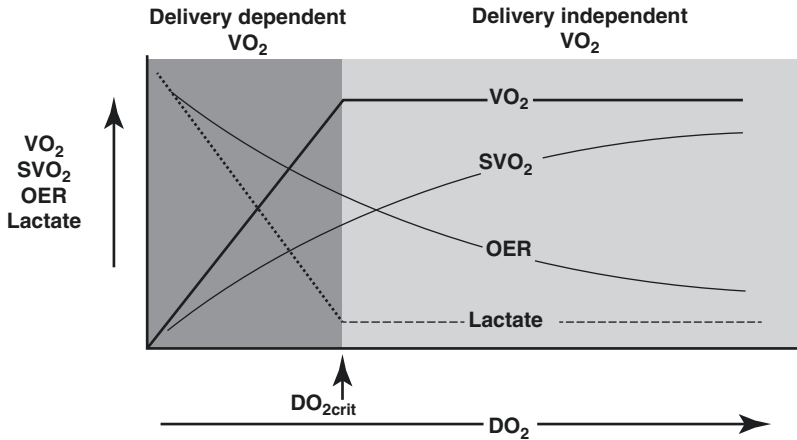 Delivery dependent
VO₂
Delivery independent
VO₂
VO₂
SVO₂
OER
Lactate
VO₂
SVO₂
OER
Lactate
DO₂crit
DO₂